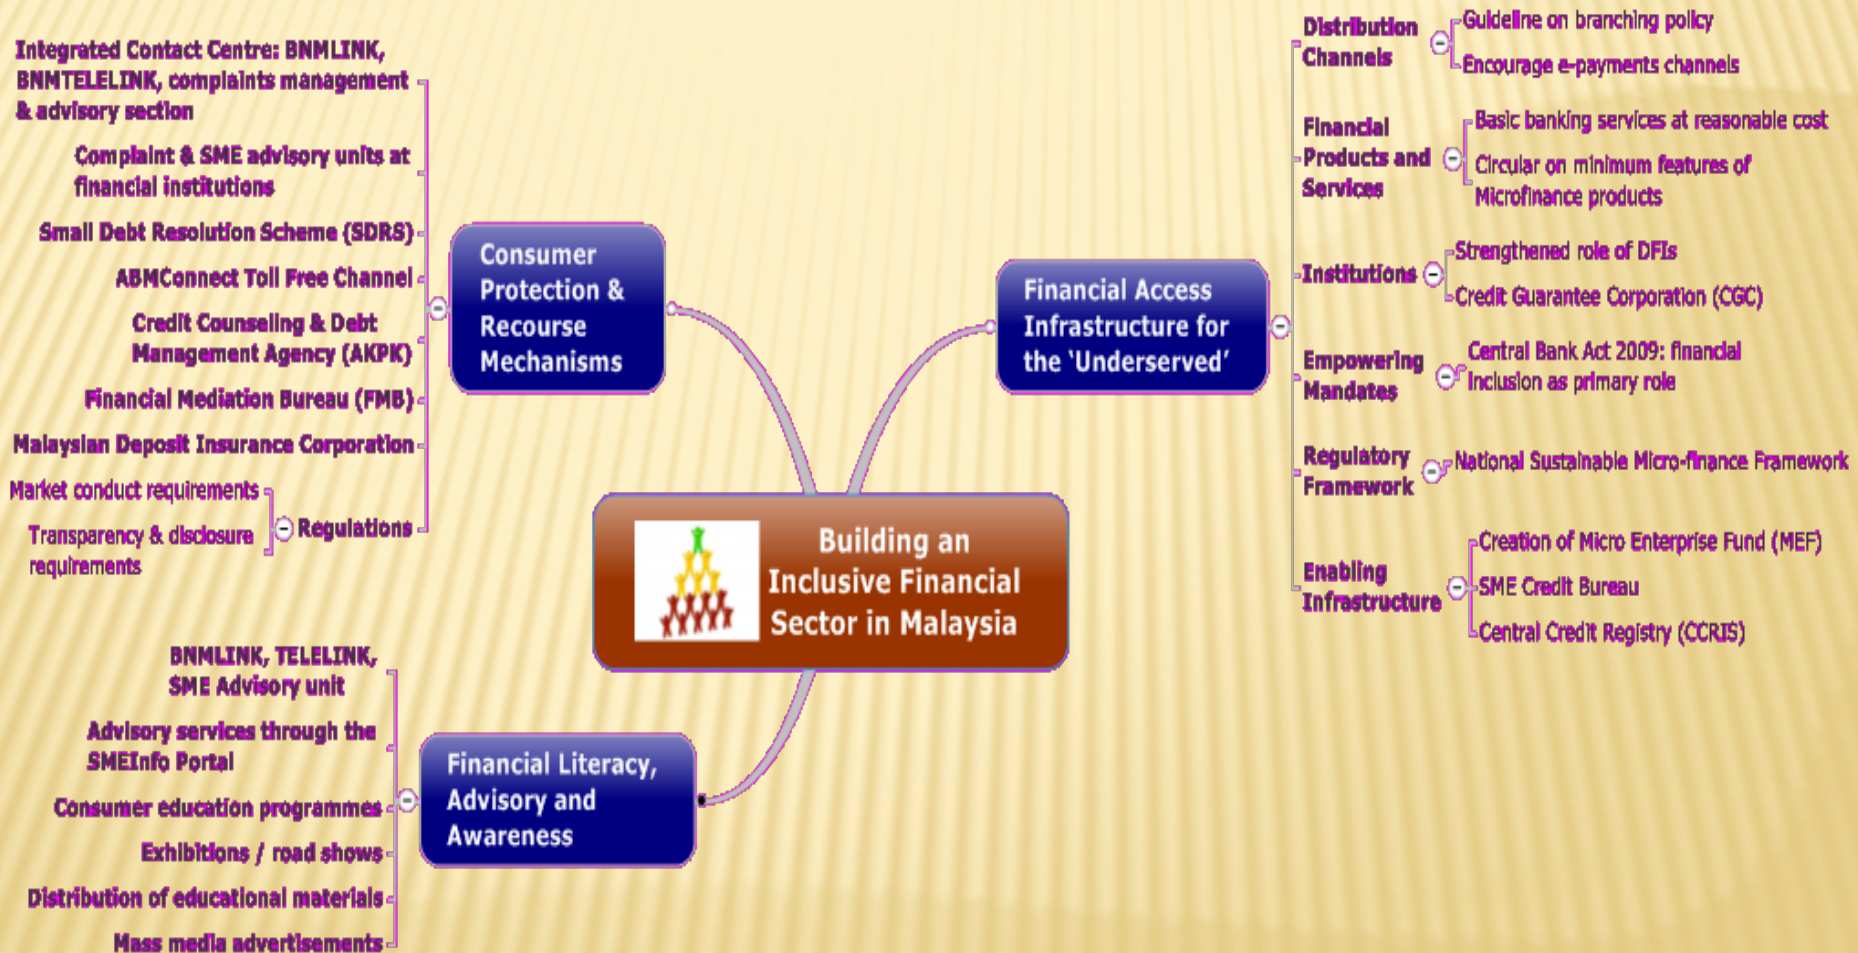 Integrated Contact Centre: BNMLINK,
BNMTELELINK, complaints management
& advisory section
Complaint & SME advisory units at
financial institutions
Small Debt Resolution Scheme (SDRS)
ABMConnect Toll Free Channel
Credit Counseling & Debt
Management Agency (AKPK)
Financial Mediation Bureau (FMB)
Malaysian Deposit Insurance Corporation
Market conduct requirements
Transparency & disclosure
requirements
Regulations
Consumer
Protection &
Recourse
Mechanisms
Financial Access
Infrastructure for
the ‘Underserved’
Distribution
Channels
Guideline on branching policy
Encourage e-payments channels
Financial
Products and
Services
Basic banking services at reasonable cost
Circular on minimum features of
Microfinance products
Institutions
Strengthened role of DFIs
Credit Guarantee Corporation (CGC)
Empowering
Mandates
Central Bank Act 2009: financial
inclusion as primary role
Regulatory
Framework
National Sustainable Micro-finance Framework
Enabling
Infrastructure
Creation of Micro Enterprise Fund (MEF)
SME Credit Bureau
Central Credit Registry (CCRIS)
Building an
Inclusive Financial
Sector in Malaysia
BNMLINK, TELELINK,
SME Advisory unit
Advisory services through the
SMEInfo Portal
Consumer education programmes
Exhibitions / road shows
Distribution of educational materials
Mass media advertisements
Financial Literacy,
Advisory and
Awareness